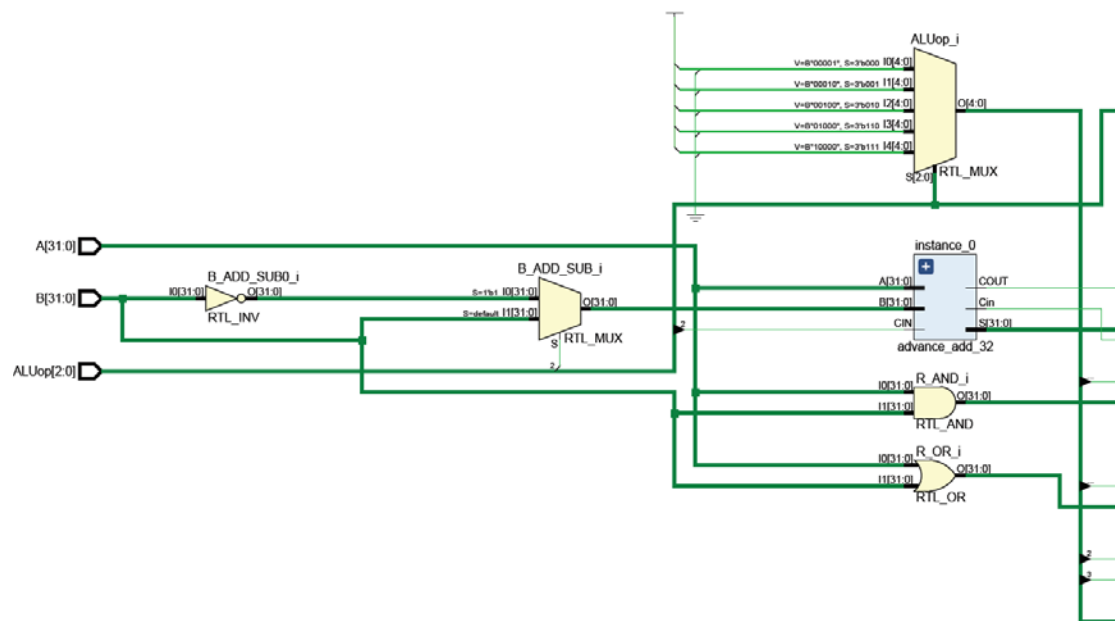 ALUop_i
V=B"00001", S=3'b000 I0[4:0]
V=B"00010", S=3'b001 I1[4:0]
V=B"00100", S=3'b010 I2[4:0]
V=B"01000", S=3'b110 I3[4:0]
V=B"10000", S=3'b111 I4[4:0]
O[4:0]
S[2:0]
RTL_MUX
A[31:0]
B[31:0]
ALUop[2:0]
B_ADD_SUB0_i
I0[31:0]
O[31:0]
RTL_INV
B_ADD_SUB_i
S=1'b1 I0[31:0]
S=default I1[31:0]
O[31:0]
S
2
RTL_MUX
instance_0
A[31:0]
B[31:0]
2
CIN
COUT
Cin
S[31:0]
advance_add_32
R_AND_i
I0[31:0]
I1[31:0]
O[31:0]
RTL_AND
R_OR_i
I0[31:0]
I1[31:0]
O[31:0]
RTL_OR
2
3